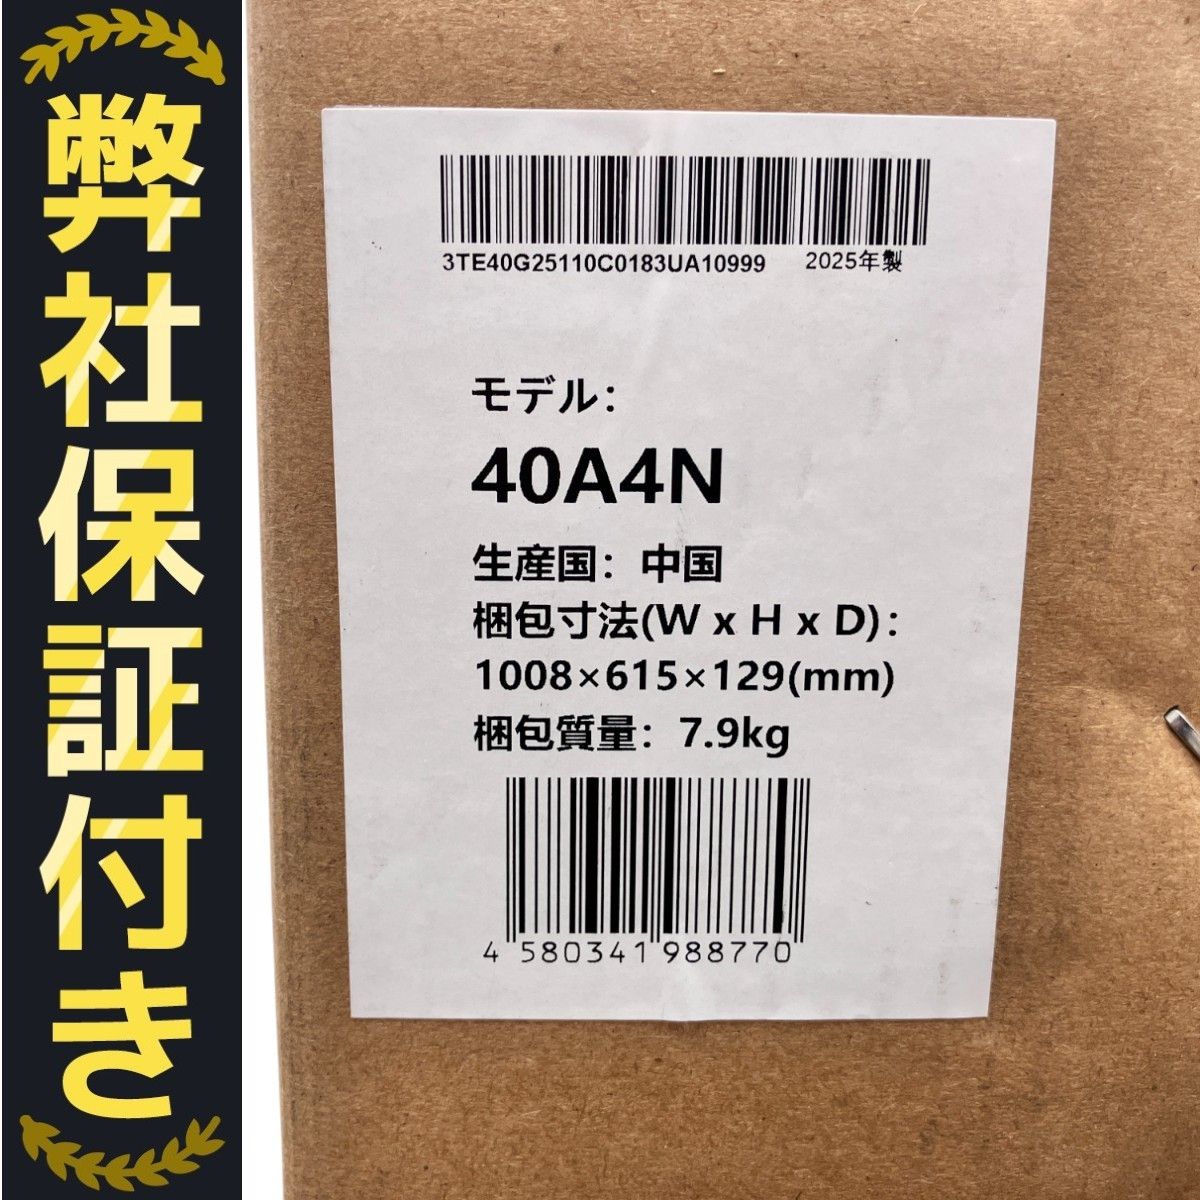 弊社保証付き
3TE40G25110C0183UA10999 2025年製
モデル：
40A4N
生産国：中国
梱包寸法(W x H x D)：
1008×615×129(mm)
梱包質量：7.9kg
4 580341 988770